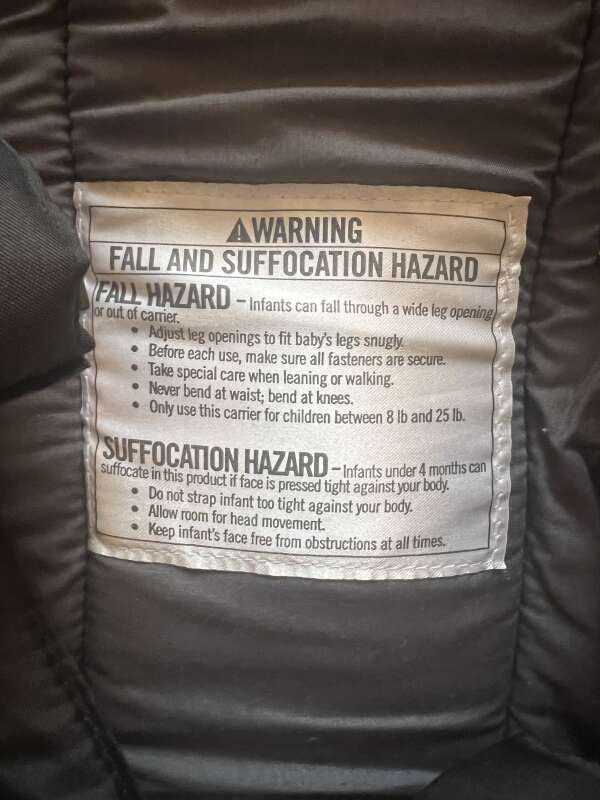 ⚠WARNING
FALL AND SUFFOCATION HAZARD
FALL HAZARD – Infants can fall through a wide leg opening
or out of carrier.
• Adjust leg openings to fit baby's legs snugly.
• Before each use, make sure all fasteners are secure.
• Take special care when leaning or walking.
• Never bend at waist; bend at knees.
• Only use this carrier for children between 8 lb and 25 lb.
SUFFOCATION HAZARD – Infants under 4 months can
suffocate in this product if face is pressed tight against your body.
• Do not strap infant too tight against your body.
• Allow room for head movement.
• Keep infant's face free from obstructions at all times.